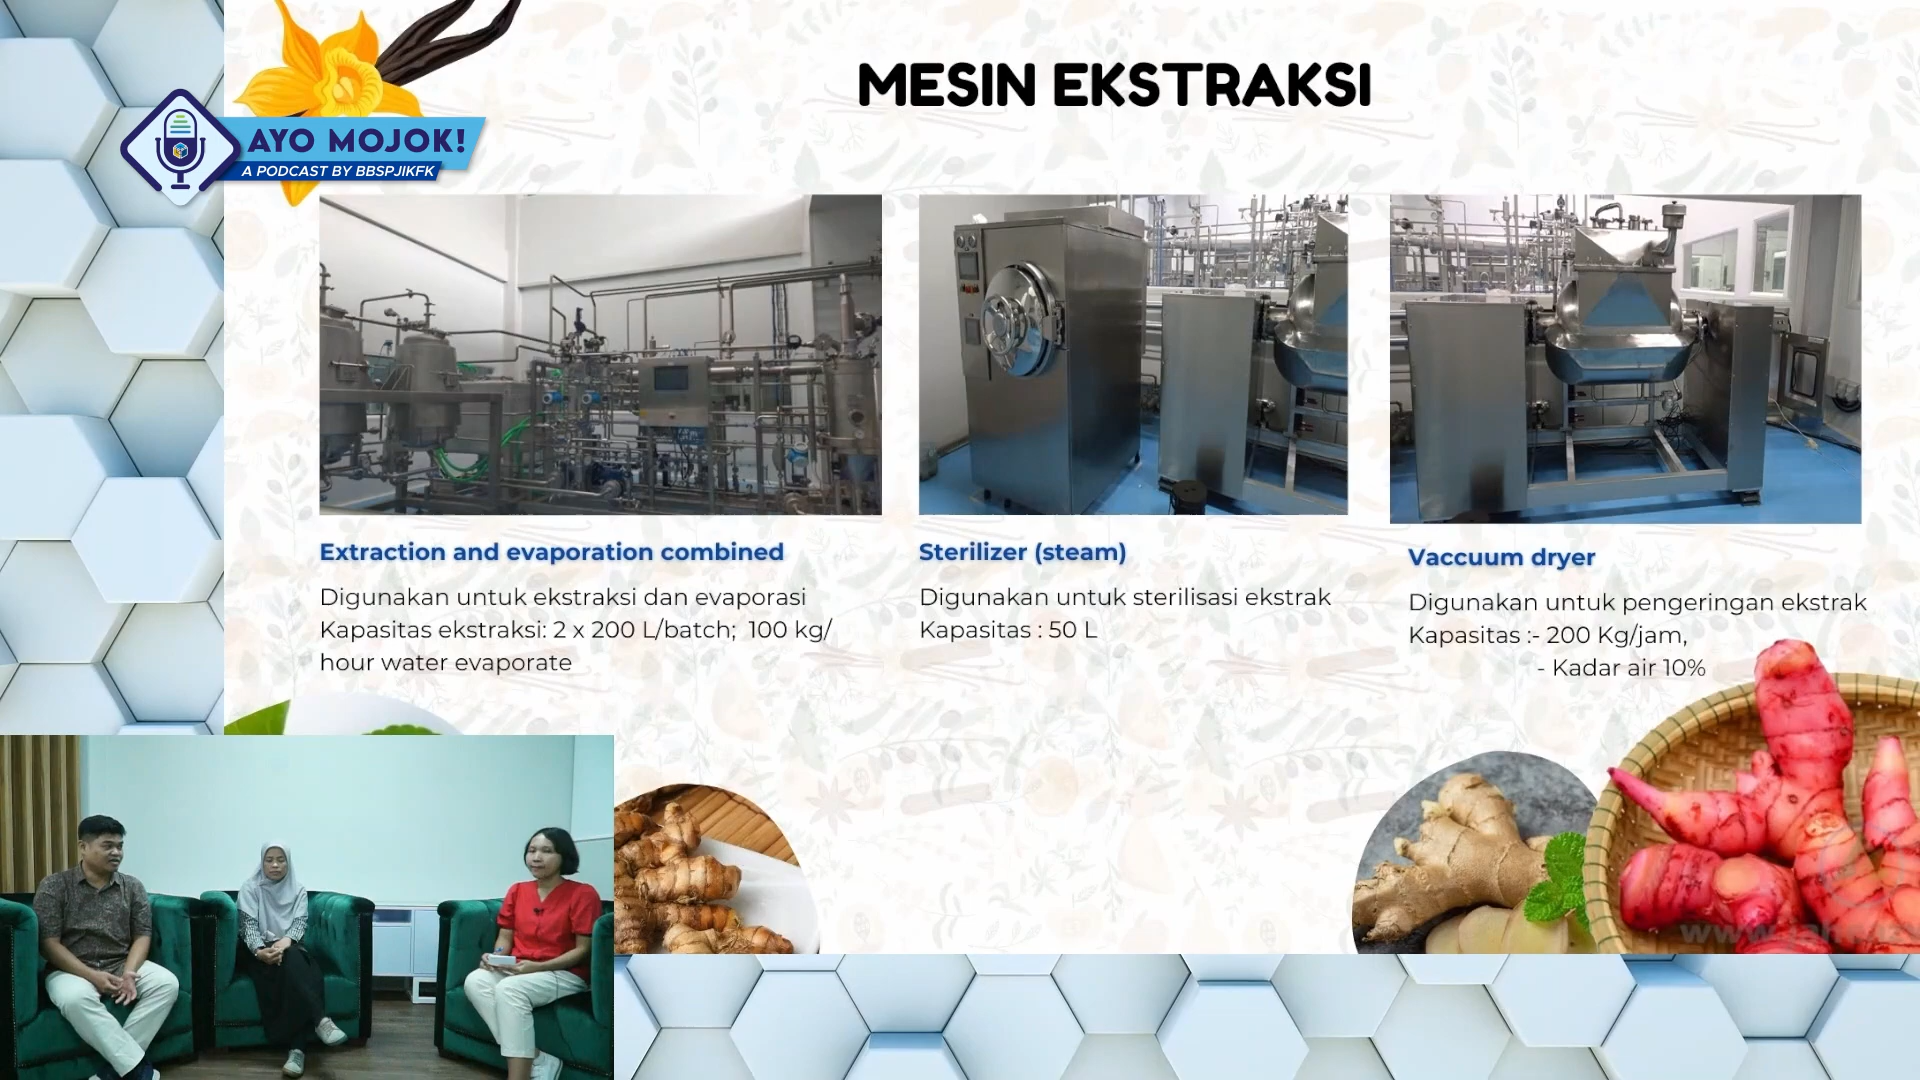 MESIN EKSTRAKSI
AYO MOJOK!
A PODCAST BY BBSPJIKFK
Extraction and evaporation combined
Digunakan untuk ekstraksi dan evaporasi
Kapasitas ekstraksi: 2 x 200 L/batch; 100 kg/
hour water evaporate
Sterilizer (steam)
Digunakan untuk sterilisasi ekstrak
Kapasitas : 50 L
Vaccuum dryer
Digunakan untuk pengeringan ekstrak
Kapasitas :- 200 Kg/jam,
- Kadar air 10%